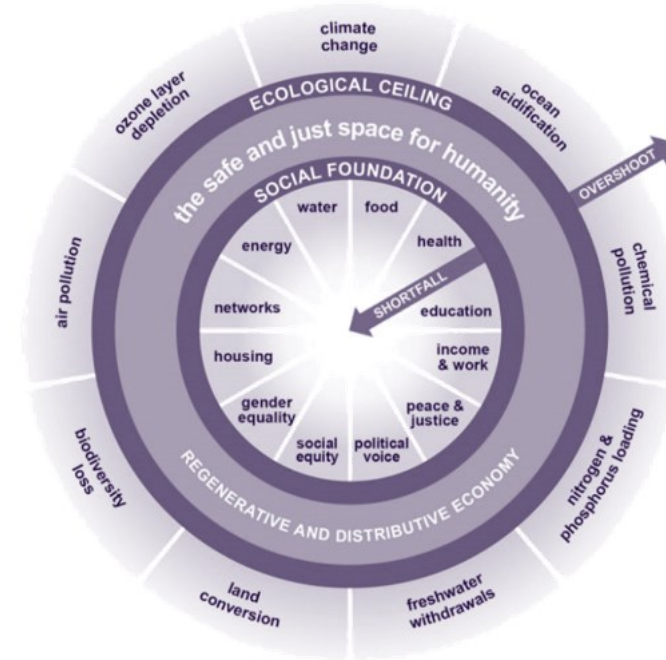 climate
change
ocean
acidification
chemical
pollution
nitrogen &
phosphorus loading
freshwater
withdrawals
land
conversion
biodiversity
loss
air pollution
ozone layer
depletion
OVERSHOOT
ECOLOGICAL CEILING
the safe and just space for humanity
SOCIAL FOUNDATION
water
food
health
SHORTFALL
education
income
& work
peace &
justice
political
voice
social
equity
gender
equality
housing
networks
energy
REGENERATIVE AND DISTRIBUTIVE ECONOMY